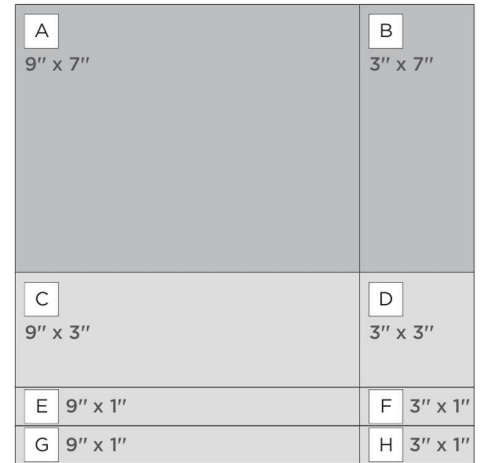 A
9" x 7"
B
3" x 7"
C
9" x 3"
D
3" x 3"
E 9" x 1"
F 3" x 1"
G 9" x 1"
H 3" x 1"